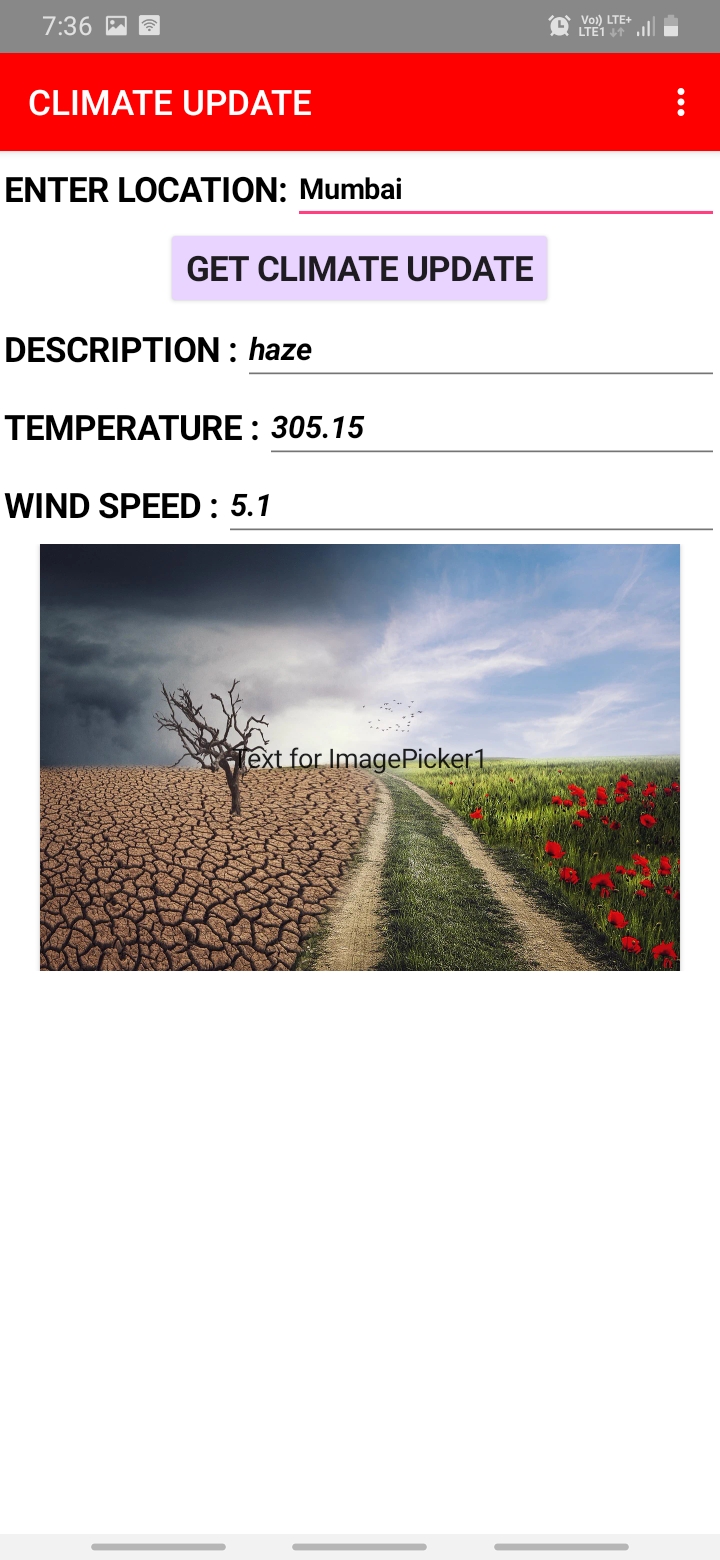 7:36 Vo)) LTE+
LTE1
CLIMATE UPDATE
ENTER LOCATION: Mumbai
GET CLIMATE UPDATE
DESCRIPTION : haze
TEMPERATURE : 305.15
WIND SPEED : 5.1
Text for ImagePicker1